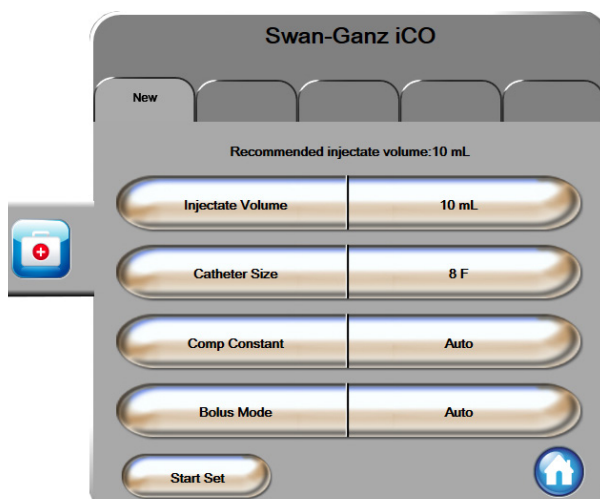 Swan-Ganz iCO
New
Recommended injectate volume:10 mL
Injectate Volume 10 mL
Catheter Size 8 F
Comp Constant Auto
Bolus Mode Auto
Start Set